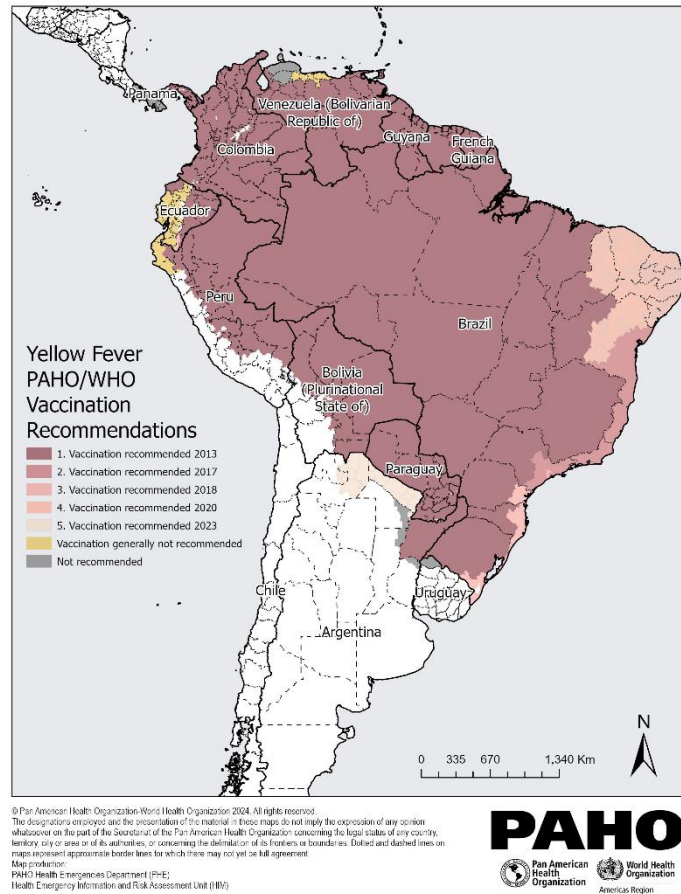 Panama
Venezuela (Bolivarian
Republic of)
Guyana
French
Guiana
Colombia
Ecuador
Peru
Brazil
Bolivia
(Plurinational
State of)
Paraguay
Chile
Uruguay
Argentina
Yellow Fever
PAHO/WHO
Vaccination
Recommendations
1. Vaccination recommended 2013
2. Vaccination recommended 2017
3. Vaccination recommended 2018
4. Vaccination recommended 2020
5. Vaccination recommended 2023
Vaccination generally not recommended
Not recommended
N
0 335 670 1,340 Km
© Pan American Health Organization-World Health Organization 2024. All rights reserved.
The designations employed and the presentation of the material in these maps do not imply the expression of any opinion
whatsoever on the part of the Secretariat of the Pan American Health Organization concerning the legal status of any country,
territory, city or area or of its authorities, or concerning the delimitation of its frontiers or boundaries. Dotted and dashed lines on
maps represent approximate border lines for which there may not yet be full agreement.
Map production:
PAHO Health Emergencies Department (PHE)
Health Emergency Information and Risk Assessment Unit (HIM)
PAHO
Pan American
Health
Organization
World Health
Organization
Americas Region